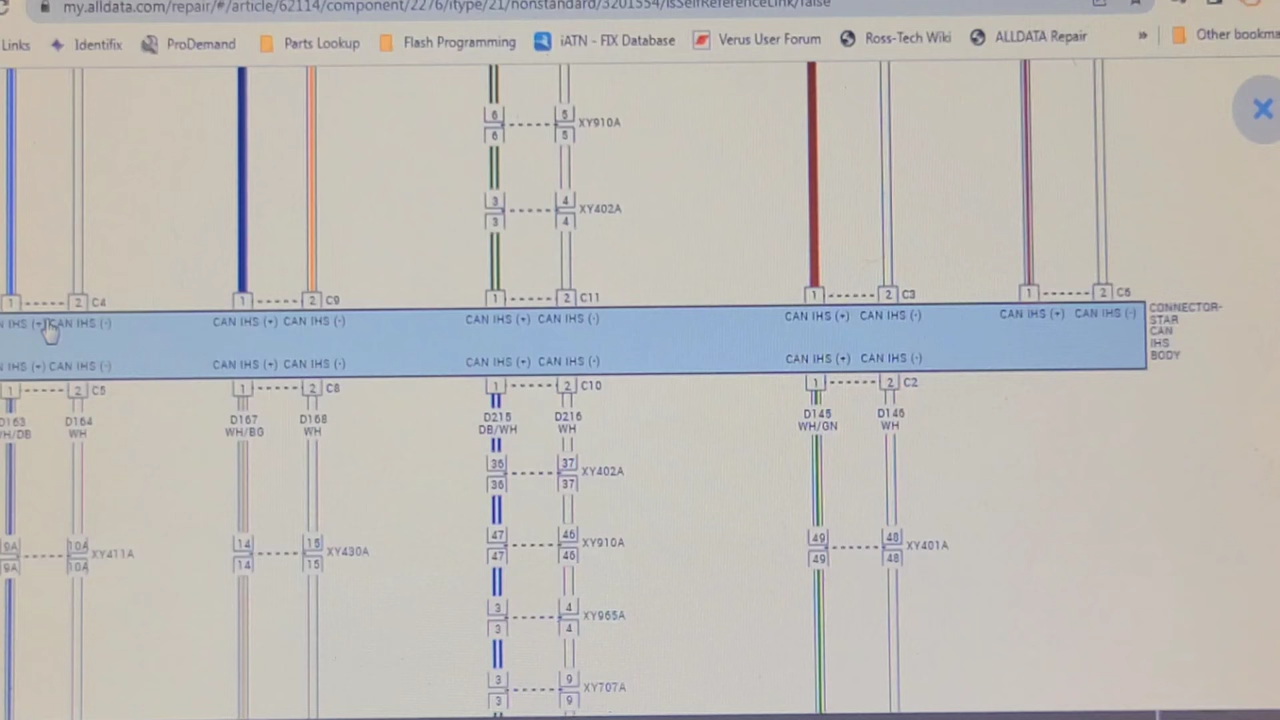 my.alldata.com/repair/#/article/62114/component/2276/itype/21/nonstandard/3201554/isSelfReferenceLink/false
Links Identifix ProDemand Parts Lookup Flash Programming iATN - FIX Database Verus User Forum Ross-Tech Wiki ALLDATA Repair » Other bookma
6 5 XY910A
6 5
3 4 XY402A
3 4
1 2 C4 1 2 C9 1 2 C11 1 2 C3 1 2 C6
N IHS (+) CAN IHS (-) CAN IHS (+) CAN IHS (-) CAN IHS (+) CAN IHS (-) CAN IHS (+) CAN IHS (-) CAN IHS (+) CAN IHS (-)
CONNECTOR-
STAR
CAN
IHS
BODY
N IHS (+) CAN IHS (-) CAN IHS (+) CAN IHS (-) CAN IHS (+) CAN IHS (-) CAN IHS (+) CAN IHS (-)
1 2 C5 1 2 C8 1 2 C10 1 2 C2
D163 D164 D167 D168 D215 D216 D145 D146
WH/DB WH WH/BG WH DB/WH WH WH/GN WH
36 37 XY402A
36 37
9A 10A XY411A 14 15 XY430A 47 46 XY910A 49 48 XY401A
9A 10A 14 15 47 46 49 48
3 4 XY965A
3 4
3 9 XY707A
3 9